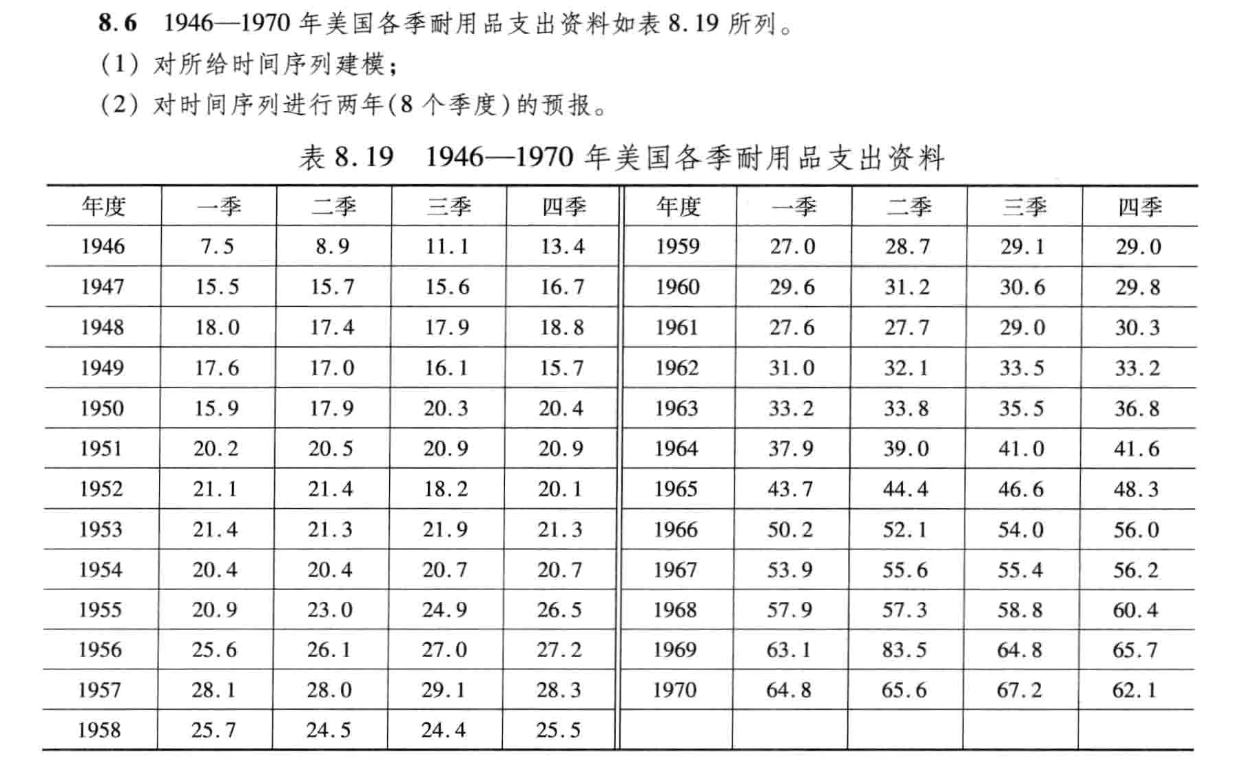 8.6 1946—1970 年美国各季耐用品支出资料如表 8.19 所列。
(1) 对所给时间序列建模;
(2) 对时间序列进行两年(8 个季度)的预报。
表 8.19 1946—1970 年美国各季耐用品支出资料
年度 一季 二季 三季 四季 年度 一季 二季 三季 四季
1946 7.5 8.9 11.1 13.4 1959 27.0 28.7 29.1 29.0
1947 15.5 15.7 15.6 16.7 1960 29.6 31.2 30.6 29.8
1948 18.0 17.4 17.9 18.8 1961 27.6 27.7 29.0 30.3
1949 17.6 17.0 16.1 15.7 1962 31.0 32.1 33.5 33.2
1950 15.9 17.9 20.3 20.4 1963 33.2 33.8 35.5 36.8
1951 20.2 20.5 20.9 20.9 1964 37.9 39.0 41.0 41.6
1952 21.1 21.4 18.2 20.1 1965 43.7 44.4 46.6 48.3
1953 21.4 21.3 21.9 21.3 1966 50.2 52.1 54.0 56.0
1954 20.4 20.4 20.7 20.7 1967 53.9 55.6 55.4 56.2
1955 20.9 23.0 24.9 26.5 1968 57.9 57.3 58.8 60.4
1956 25.6 26.1 27.0 27.2 1969 63.1 83.5 64.8 65.7
1957 28.1 28.0 29.1 28.3 1970 64.8 65.6 67.2 62.1
1958 25.7 24.5 24.4 25.5